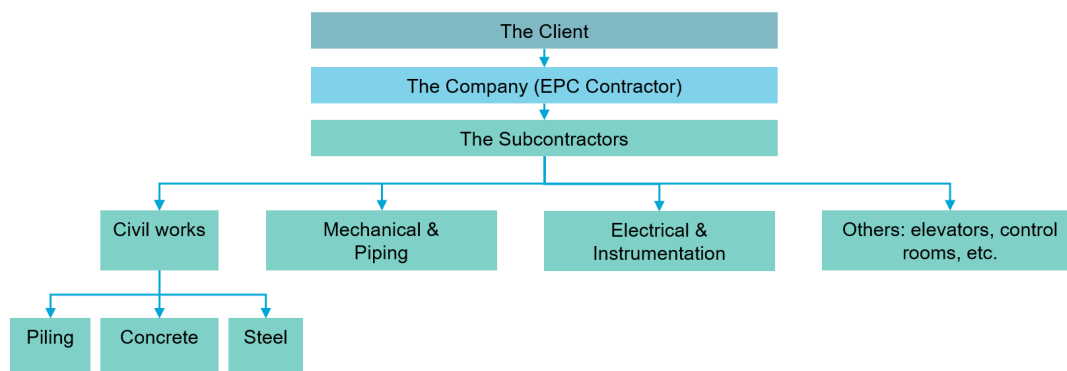 The Client
The Company (EPC Contractor)
The Subcontractors
Civil works
Mechanical &
Piping
Electrical &
Instrumentation
Others: elevators, control
rooms, etc.
Piling
Concrete
Steel